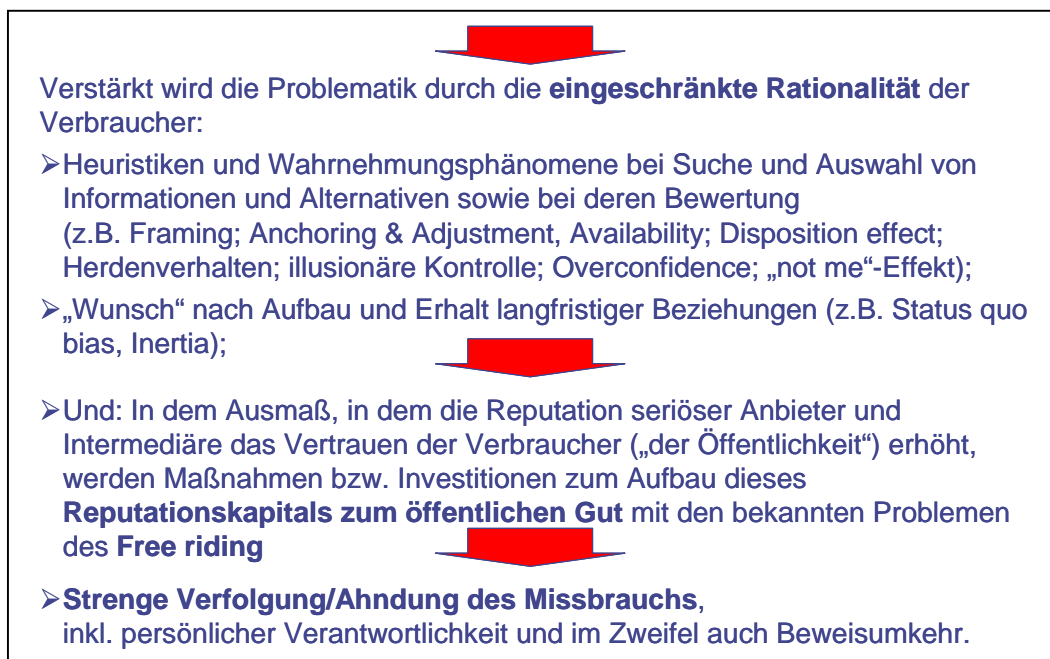 Verstärkt wird die Problematik durch die eingeschränkte Rationalität der
Verbraucher:
➢Heuristiken und Wahrnehmungsphänomene bei Suche und Auswahl von
Informationen und Alternativen sowie bei deren Bewertung
(z.B. Framing; Anchoring & Adjustment, Availability; Disposition effect;
Herdenverhalten; illusionäre Kontrolle; Overconfidence; „not me“-Effekt);
➢„Wunsch“ nach Aufbau und Erhalt langfristiger Beziehungen (z.B. Status quo
bias, Inertia);
➢Und: In dem Ausmaß, in dem die Reputation seriöser Anbieter und
Intermediäre das Vertrauen der Verbraucher („der Öffentlichkeit“) erhöht,
werden Maßnahmen bzw. Investitionen zum Aufbau dieses
Reputationskapitals zum öffentlichen Gut mit den bekannten Problemen
des Free riding
➢Strenge Verfolgung/Ahndung des Missbrauchs,
inkl. persönlicher Verantwortlichkeit und im Zweifel auch Beweisumkehr.